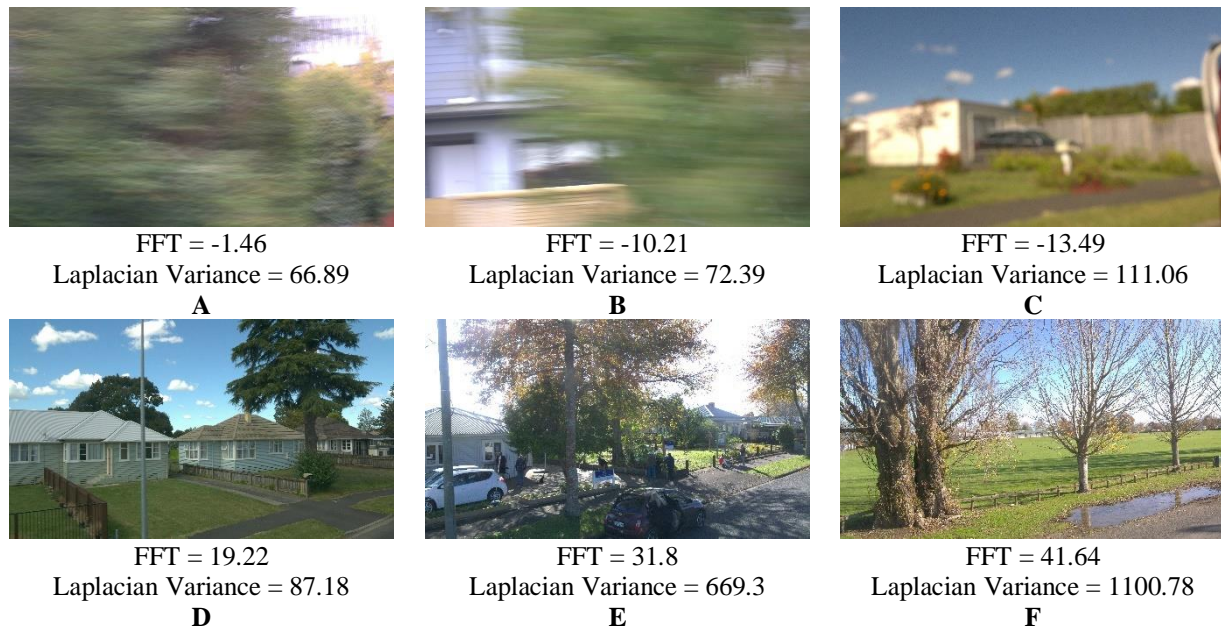 FFT = -1.46
Laplacian Variance = 66.89
A
FFT = -10.21
Laplacian Variance = 72.39
B
FFT = -13.49
Laplacian Variance = 111.06
C
FFT = 19.22
Laplacian Variance = 87.18
D
FFT = 31.8
Laplacian Variance = 669.3
E
FFT = 41.64
Laplacian Variance = 1100.78
F